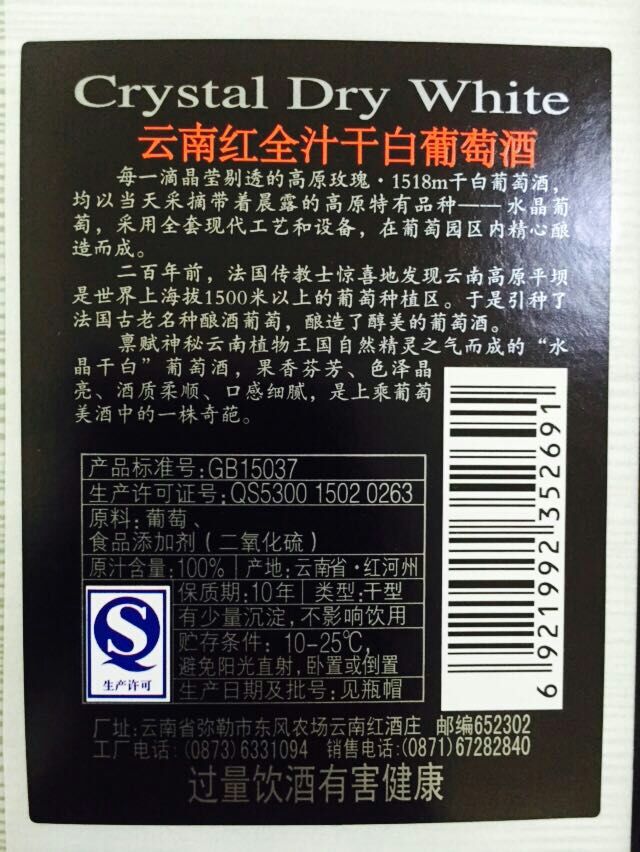 Crystal Dry White
云南红全汁干白葡萄酒
每一滴晶莹剔透的高原玫瑰·1518m干白葡萄酒，
均以当天采摘带着晨露的高原特有品种——水晶葡
萄，采用全套现代工艺和设备，在葡萄园区内精心酿
造而成。
二百年前，法国传教士惊喜地发现云南高原平坝
是世界上海拔1500米以上的葡萄种植区。于是引种了
法国古老名种酿酒葡萄，酿造了醇美的葡萄酒。
禀赋神秘云南植物王国自然精灵之气而成的“水
晶干白”葡萄酒，果香芬芳、色泽晶
亮、酒质柔顺、口感细腻，是上乘葡萄
美酒中的一株奇葩。
产品标准号:GB15037
生产许可证号:QS5300 1502 0263
原料:葡萄、
食品添加剂(二氧化硫)
原汁含量:100% 产地:云南省·红河州
保质期:10年 类型:干型
有少量沉淀,不影响饮用
贮存条件: 10-25℃,
避免阳光直射,卧置或倒置
生产日期及批号:见瓶帽
生产许可
6 921992 352691
厂址:云南省弥勒市东风农场云南红酒庄 邮编652302
工厂电话:(0873)6331094 销售电话:(0871)67282840
过量饮酒有害健康